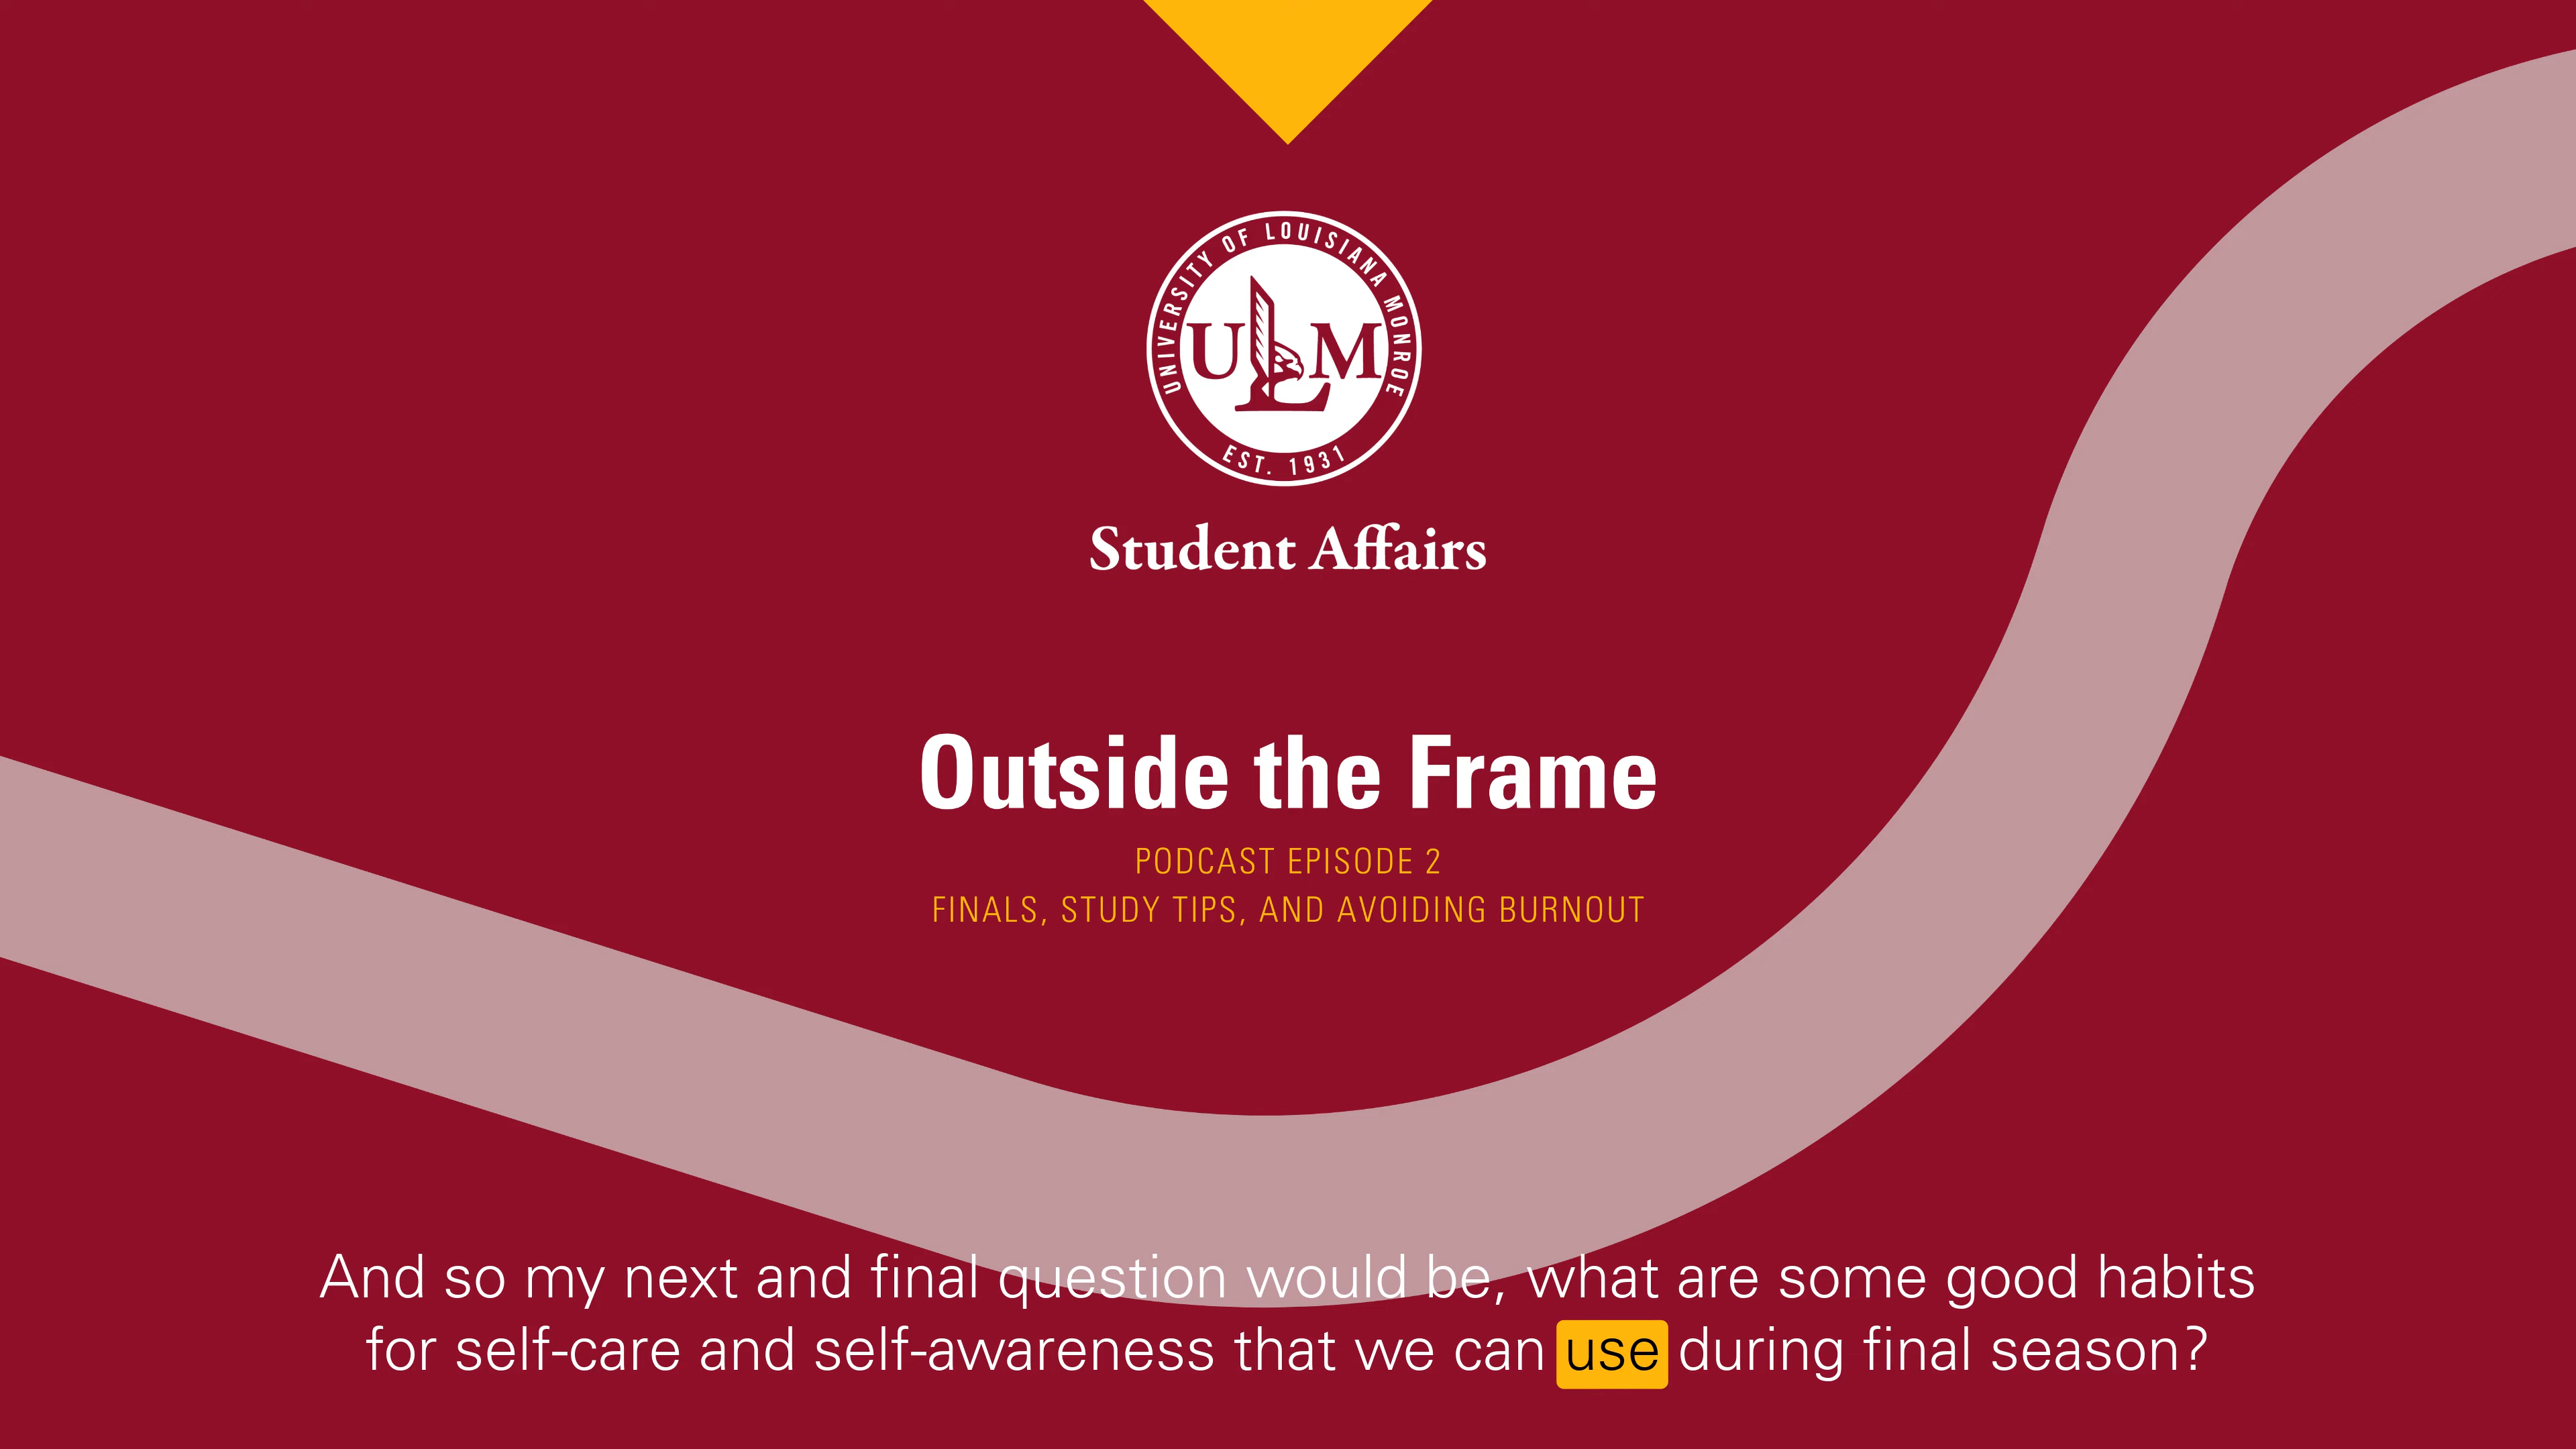 UNIVERSITY OF LOUISIANA MONROE
ULM
EST. 1931
Student Affairs
Outside the Frame
PODCAST EPISODE 2
FINALS, STUDY TIPS, AND AVOIDING BURNOUT
And so my next and final question would be, what are some good habits
for self-care and self-awareness that we can use during final season?